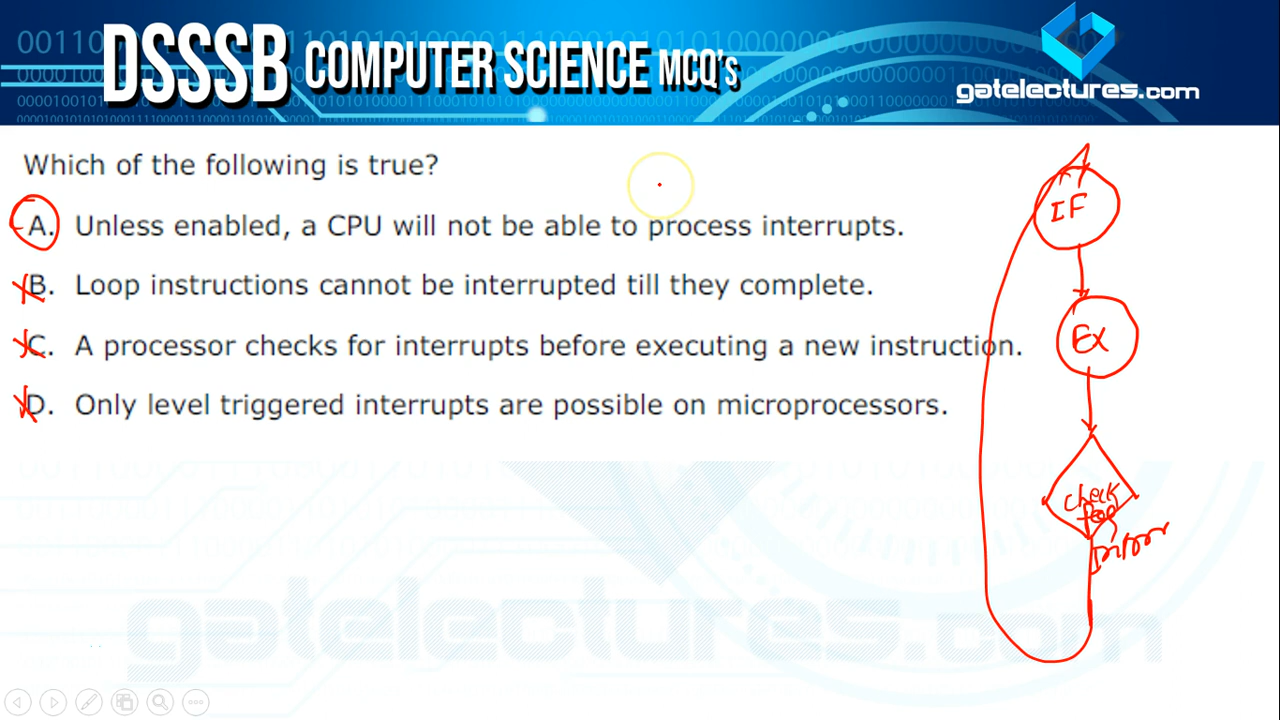 DSSSB COMPUTER SCIENCE MCQ's
gatelectures.com
Which of the following is true?
A. Unless enabled, a CPU will not be able to process interrupts.
B. Loop instructions cannot be interrupted till they complete.
C. A processor checks for interrupts before executing a new instruction.
D. Only level triggered interrupts are possible on microprocessors.
IF
Ex
check
for
gatelectures.com